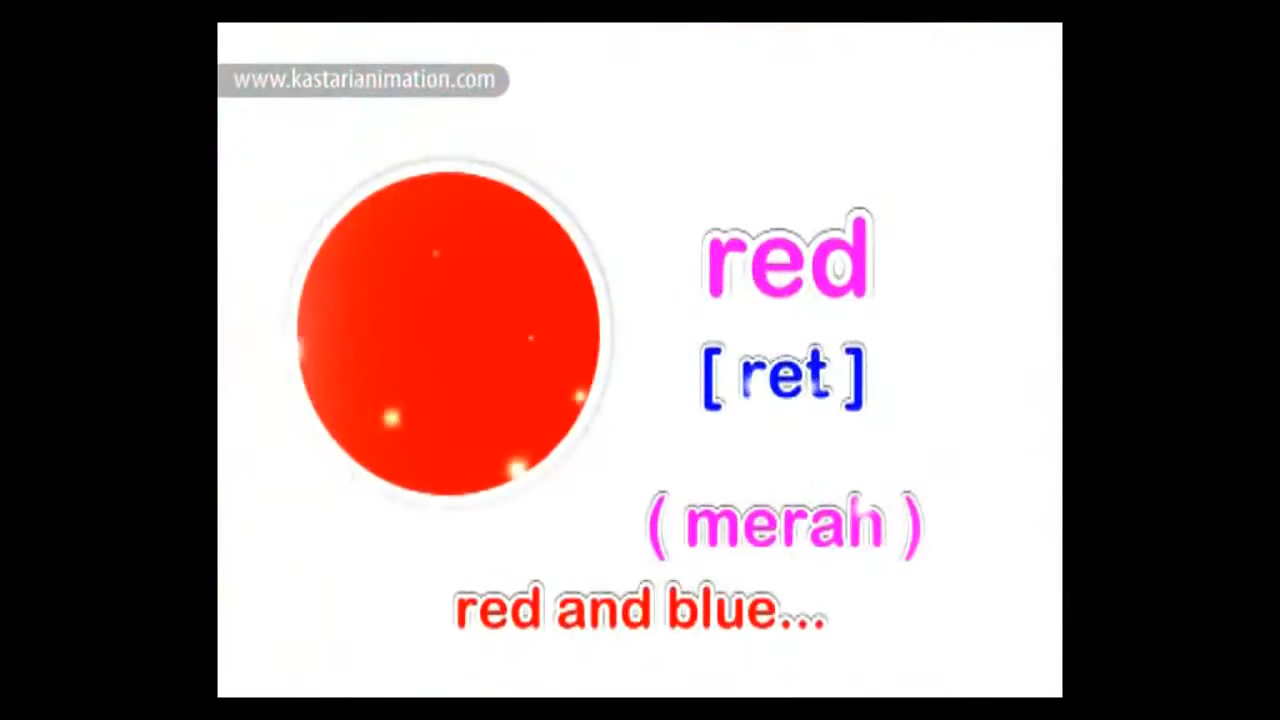 www.kastarianimation.com
red
[ ret ]
( merah )
red and blue...